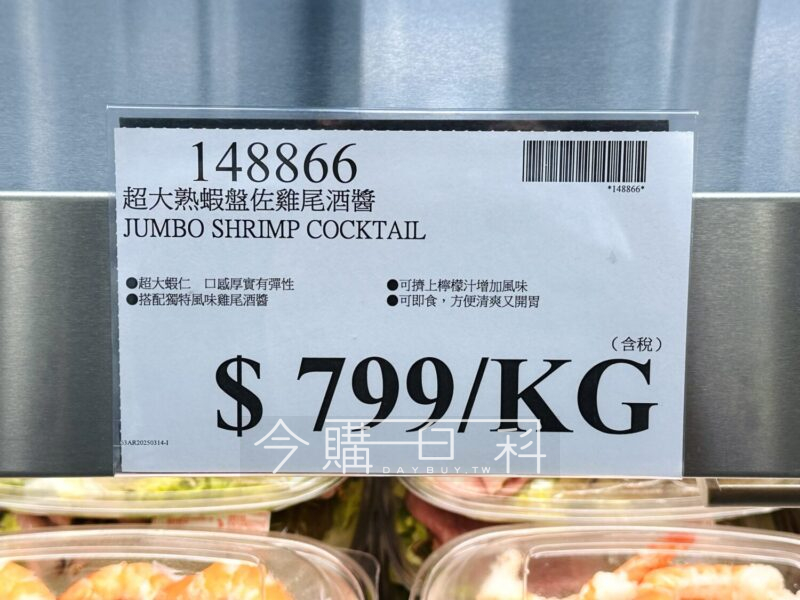 148866
*148866*
超大熟蝦盤佐雞尾酒醬
JUMBO SHRIMP COCKTAIL
●超大蝦仁 口感厚實有彈性
●搭配獨特風味雞尾酒醬
●可擠上檸檬汁增加風味
●可即食,方便清爽又開胃
(含稅)
$ 799/KG
63AR20250314-I
今購百科
DAYBUY.TW